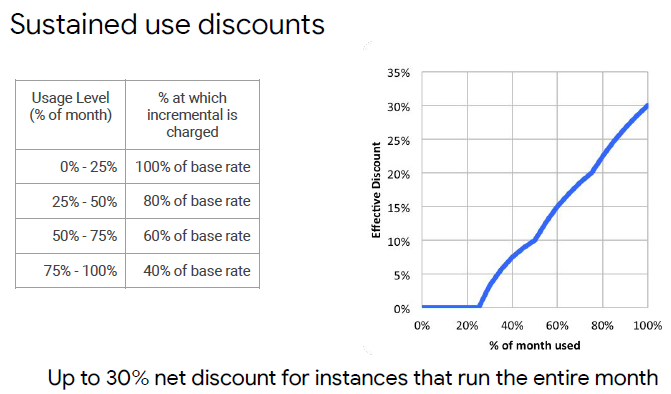 Sustained use discounts
Usage Level
(% of month)
% at which
incremental is
charged
0% - 25% 100% of base rate
25% - 50% 80% of base rate
50% - 75% 60% of base rate
75% - 100% 40% of base rate
35%
30%
25%
20%
15%
10%
5%
0%
Effective Discount
0% 20% 40% 60% 80% 100%
% of month used
Up to 30% net discount for instances that run the entire month